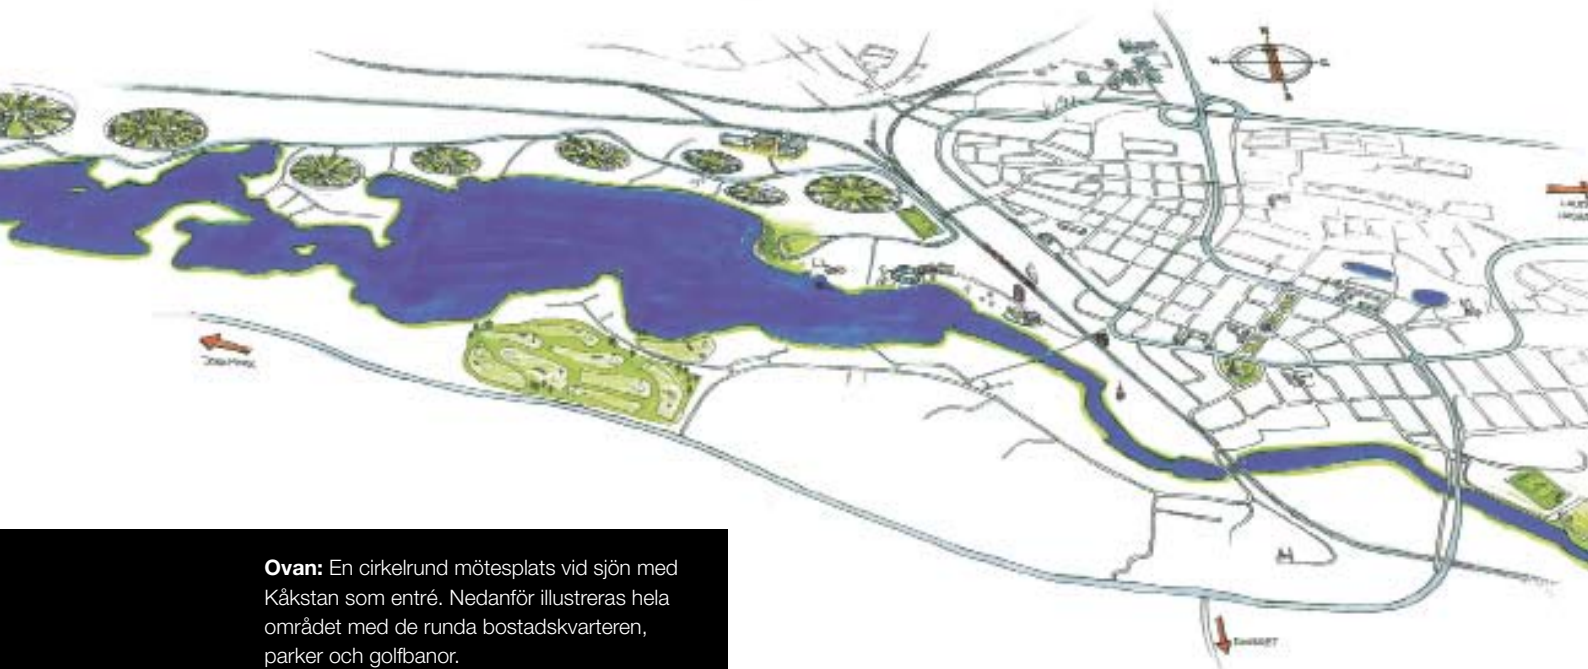 Ovan: En cirkelrund mötesplats vid sjön med
Kåkstan som entré. Nedanför illustreras hela
området med de runda bostadskvarteren,
parker och golfbanor.